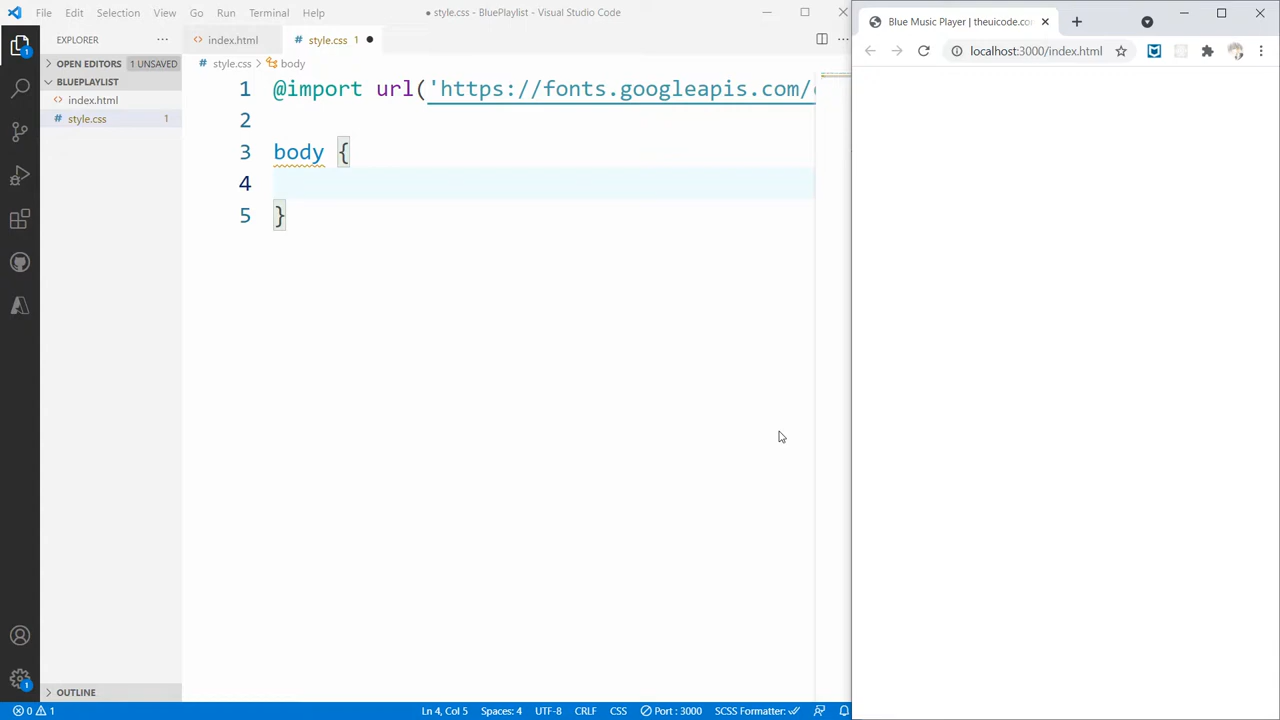 File Edit Selection View Go Run Terminal Help
● style.css - BluePlaylist - Visual Studio Code
EXPLORER
OPEN EDITORS 1 UNSAVED
BLUEPLAYLIST
index.html
style.css 1
OUTLINE
index.html
style.css 1 ●
style.css > body
1 @import url('https://fonts.googleapis.com/
2
3 body {
4
5 }
1
1
0 1
Ln 4, Col 5 Spaces: 4 UTF-8 CRLF CSS Port : 3000 SCSS Formatter:
Blue Music Player | theuicode.co
localhost:3000/index.html